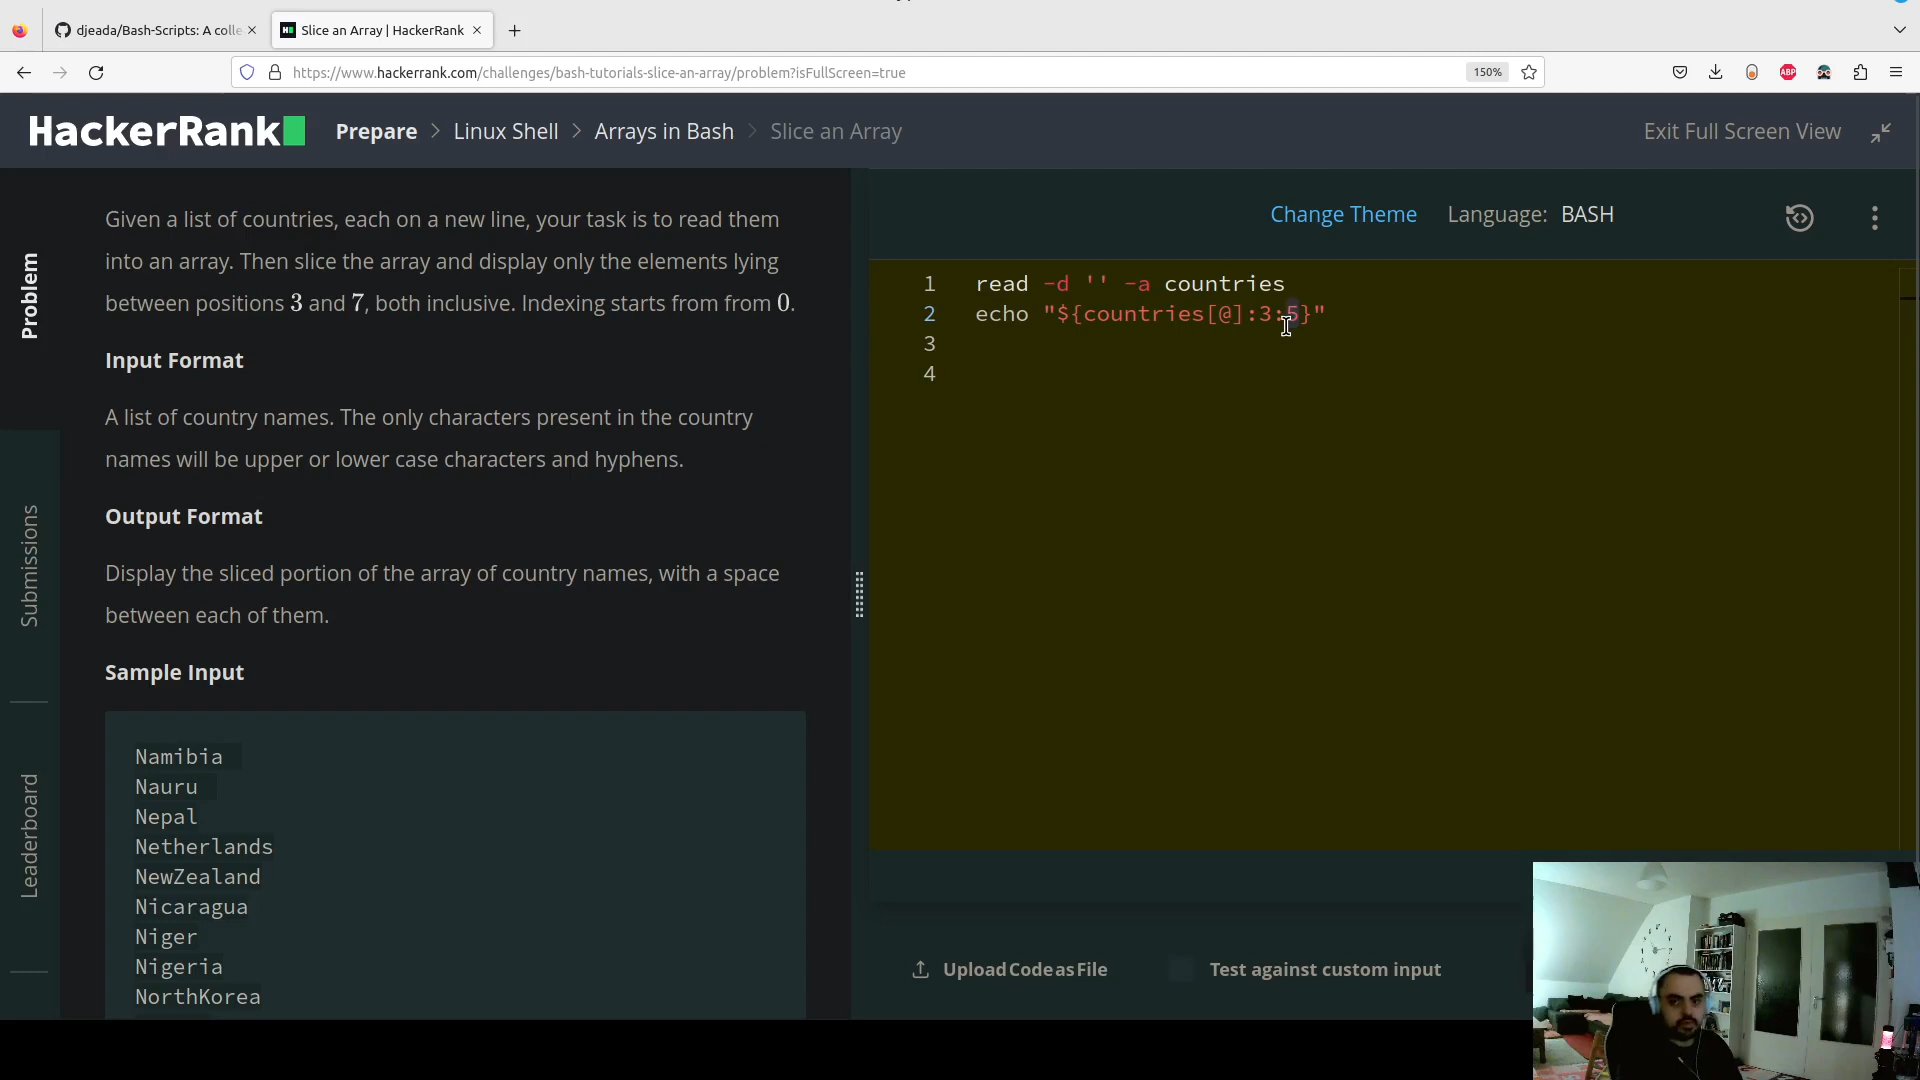 djeada/Bash-Scripts: A colle
Slice an Array | HackerRank
https://www.hackerrank.com/challenges/bash-tutorials-slice-an-array/problem?isFullScreen=true
150%
ABP
HackerRank
Prepare > Linux Shell > Arrays in Bash > Slice an Array
Exit Full Screen View
Problem
Submissions
Leaderboard
Given a list of countries, each on a new line, your task is to read them
into an array. Then slice the array and display only the elements lying
between positions 3 and 7, both inclusive. Indexing starts from from 0.
Input Format
A list of country names. The only characters present in the country
names will be upper or lower case characters and hyphens.
Output Format
Display the sliced portion of the array of country names, with a space
between each of them.
Sample Input
Namibia
Nauru
Nepal
Netherlands
NewZealand
Nicaragua
Niger
Nigeria
NorthKorea
Change Theme
Language: BASH
1 read -d '' -a countries
2 echo "${countries[@]:3:5}"
3
4
Upload Code as File
Test against custom input